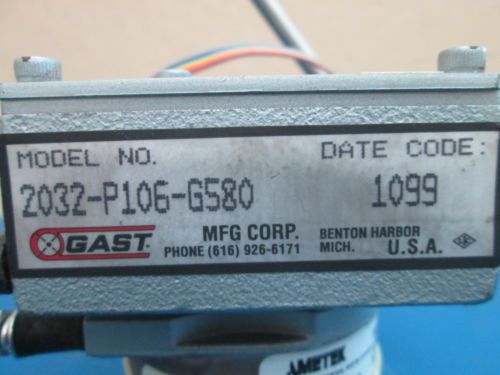 MODEL NO. DATE CODE:
2032-P106-G580 1099
GAST MFG CORP. BENTON HARBOR
PHONE (616) 926-6171 MICH. U.S.A.
AMETEK